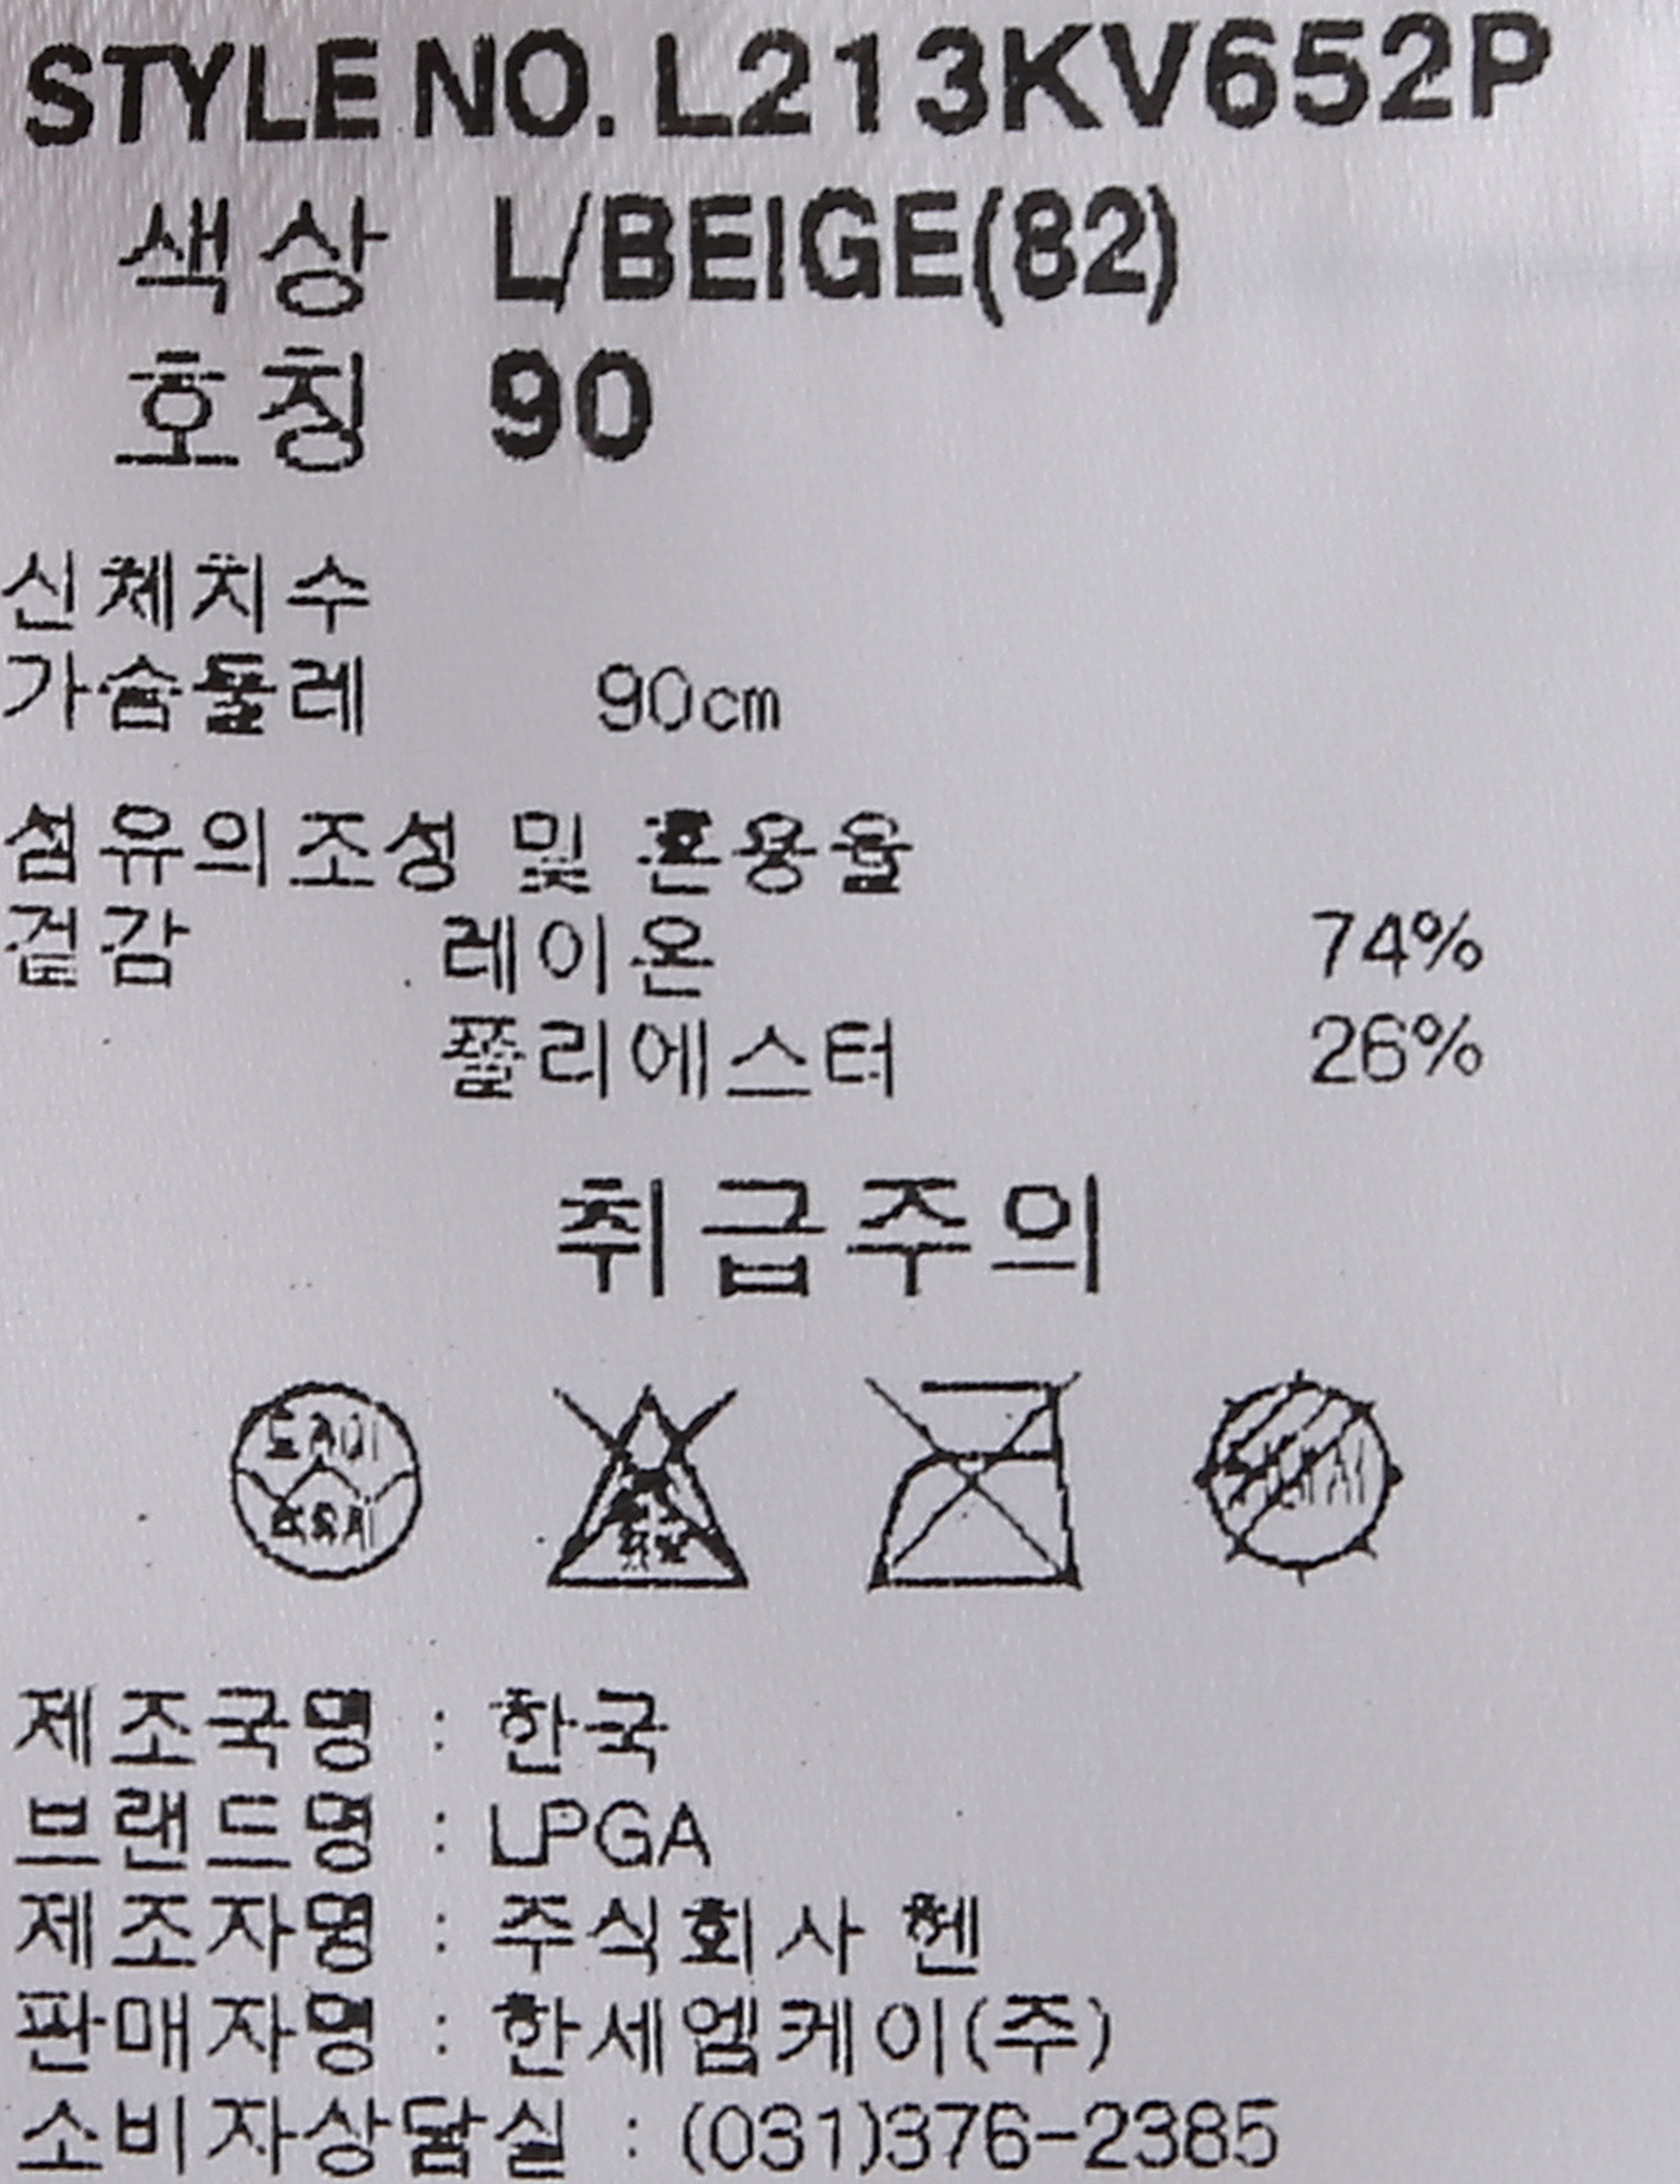 STYLE NO. L213KV652P
색상 L/BEIGE(82)
호칭 90
신체치수
가슴둘레 90cm
섬유의조성 및 혼용율
겉감 레이온 74%
폴리에스터 26%
취급주의
제조국명 : 한국
브랜드명 : LPGA
제조자명 : 주식회사 헨
판매자명 : 한세엠케이(주)
소비자상담실 : (031)376-2385